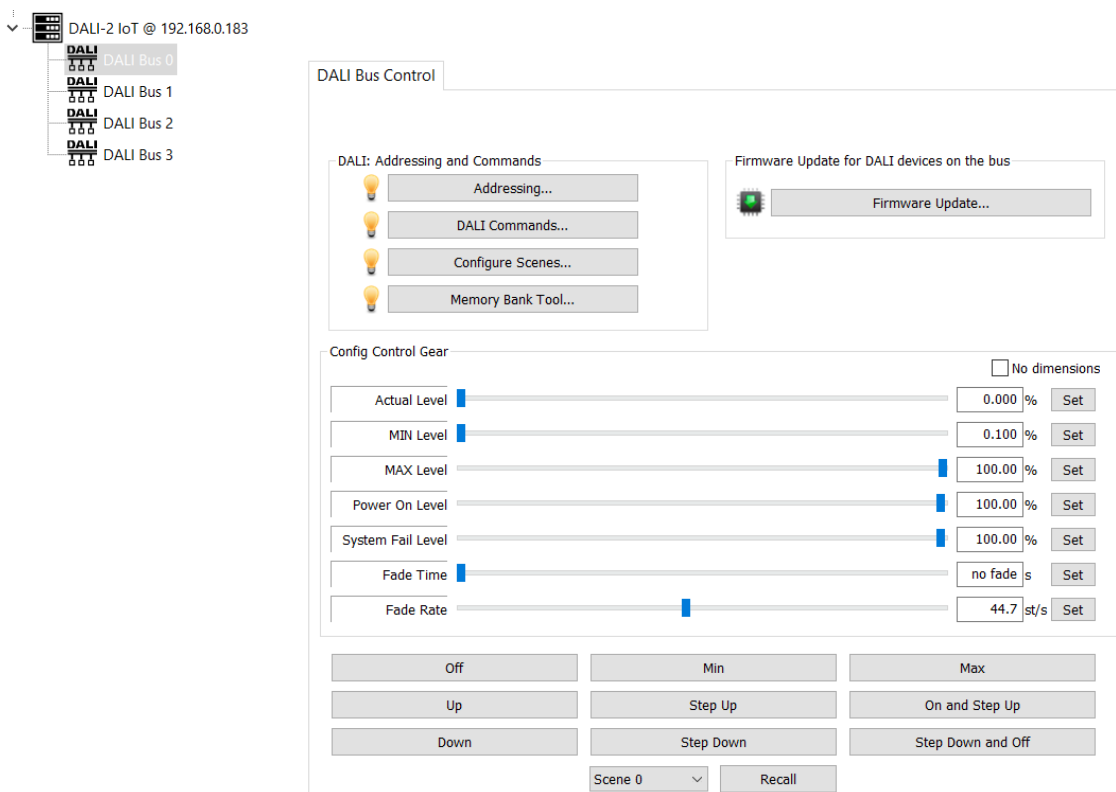 DALI-2 IoT @ 192.168.0.183
DALI
DALI Bus 0
DALI
DALI Bus 1
DALI
DALI Bus 2
DALI
DALI Bus 3
DALI Bus Control
DALI: Addressing and Commands
Addressing...
DALI Commands...
Configure Scenes...
Memory Bank Tool...
Firmware Update for DALI devices on the bus
Firmware Update...
Config Control Gear
No dimensions
Actual Level 0.000 % Set
MIN Level 0.100 % Set
MAX Level 100.00 % Set
Power On Level 100.00 % Set
System Fail Level 100.00 % Set
Fade Time no fade s Set
Fade Rate 44.7 st/s Set
Off Min Max
Up Step Up On and Step Up
Down Step Down Step Down and Off
Scene 0 Recall